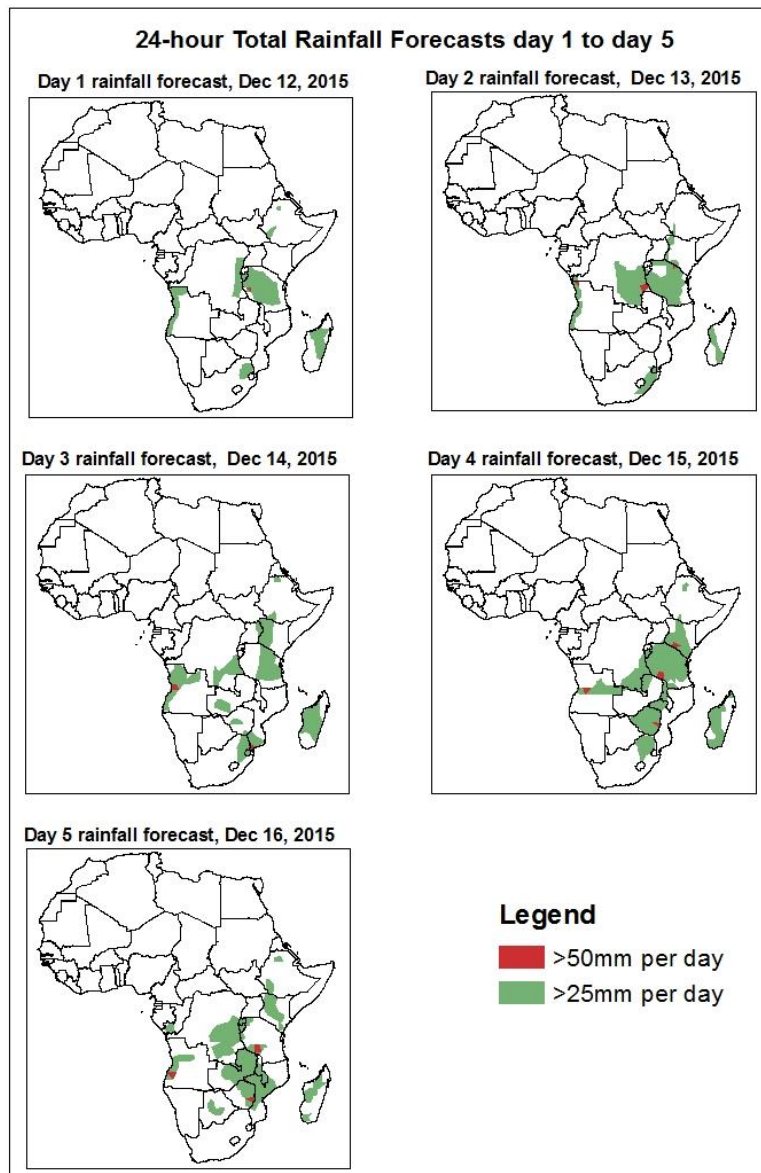 24-hour Total Rainfall Forecasts day 1 to day 5
Day 1 rainfall forecast, Dec 12, 2015
Day 2 rainfall forecast,  Dec 13, 2015
Day 3 rainfall forecast,  Dec 14, 2015
Day 4 rainfall forecast, Dec 15, 2015
Day 5 rainfall forecast, Dec 16, 2015
Legend
>50mm per day
>25mm per day